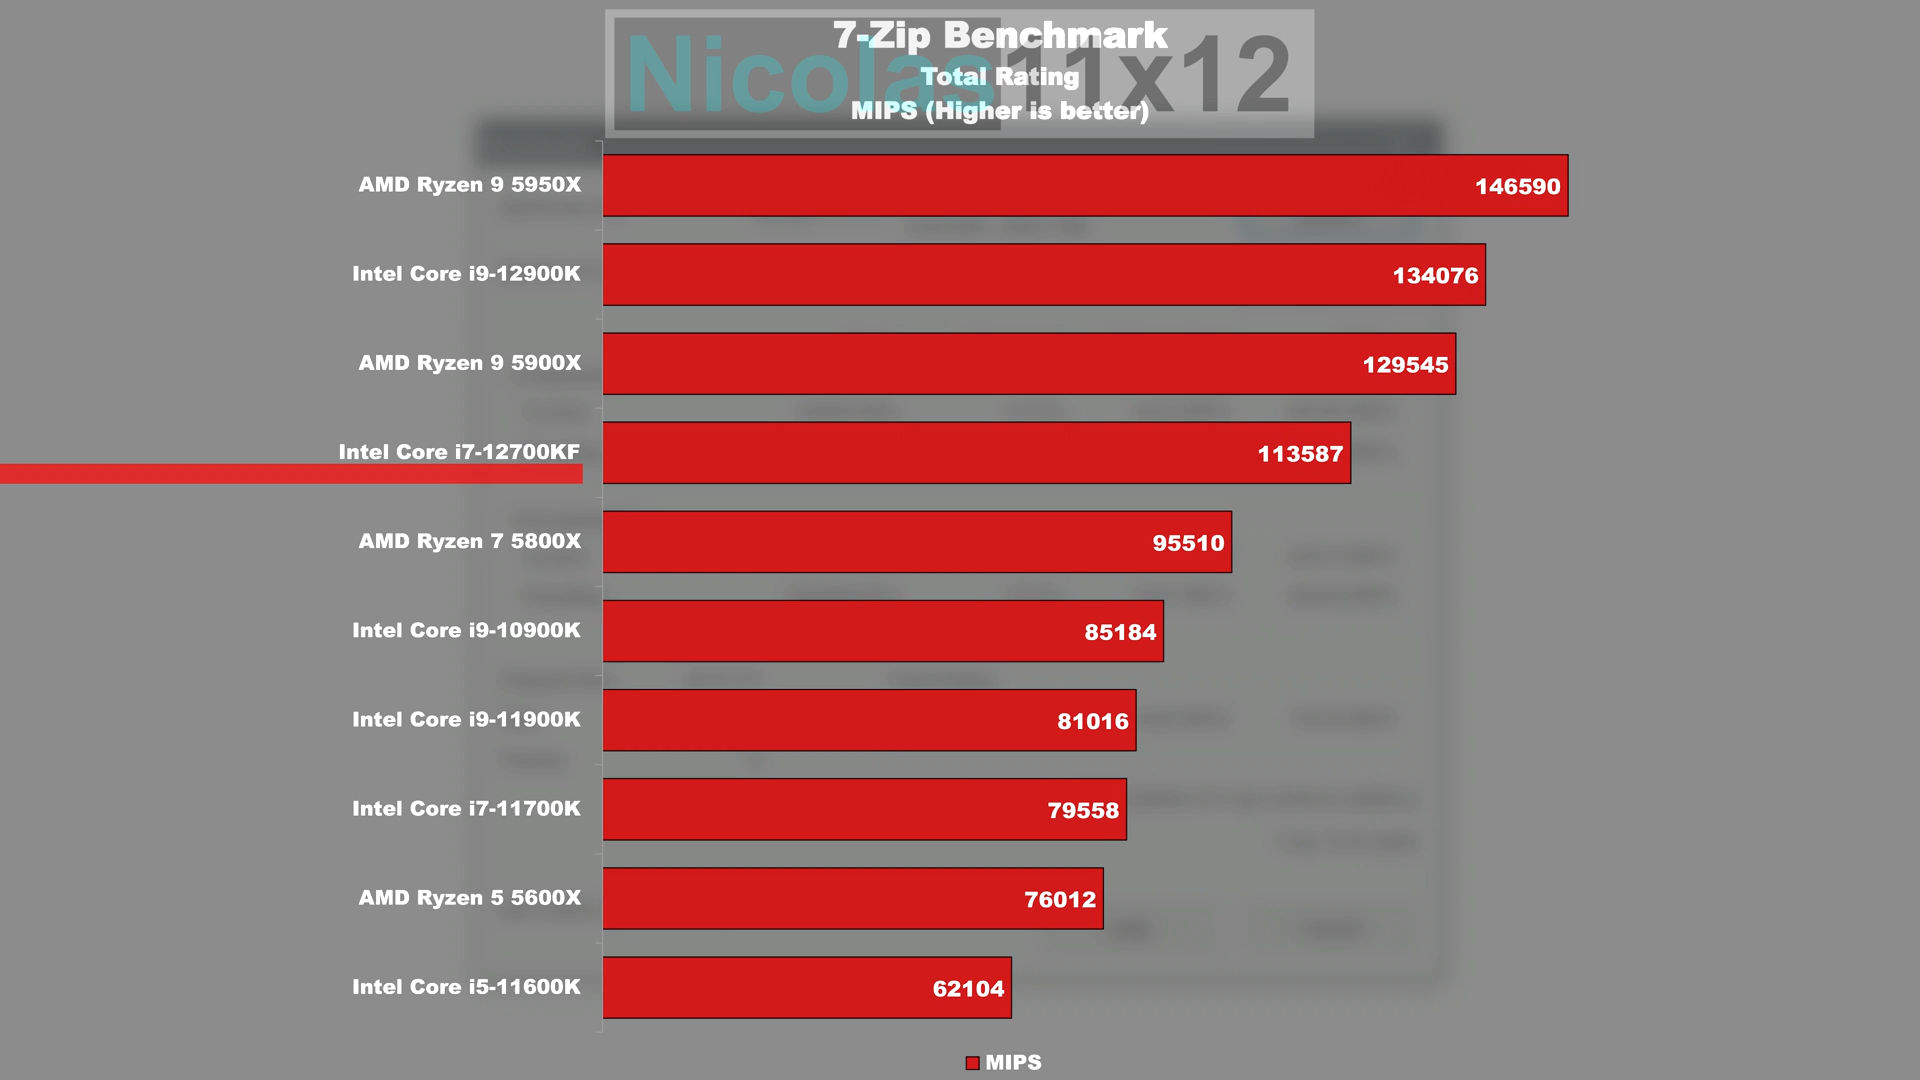 Nicolas11x12
7-Zip Benchmark
Total Rating
MIPS (Higher is better)
AMD Ryzen 9 5950X 146590
Intel Core i9-12900K 134076
AMD Ryzen 9 5900X 129545
Intel Core i7-12700KF 113587
AMD Ryzen 7 5800X 95510
Intel Core i9-10900K 85184
Intel Core i9-11900K 81016
Intel Core i7-11700K 79558
AMD Ryzen 5 5600X 76012
Intel Core i5-11600K 62104
MIPS